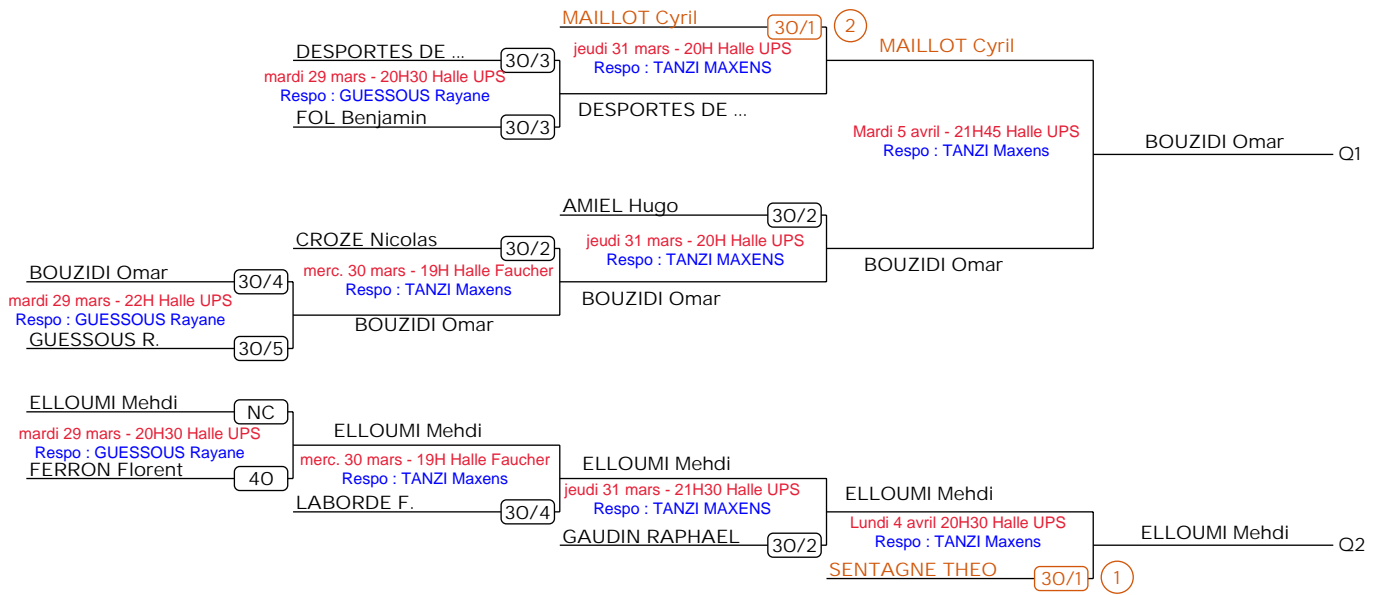 MAILLOT Cyril
30/1
2
MAILLOT Cyril
DESPORTES DE ...
30/3
jeudi 31 mars - 20H Halle UPS
Respo : TANZI MAXENS
mardi 29 mars - 20H30 Halle UPS
Respo : GUESSOUS Rayane
DESPORTES DE ...
FOL Benjamin
30/3
Mardi 5 avril - 21H45 Halle UPS
Respo : TANZI Maxens
BOUZIDI Omar
Q1
AMIEL Hugo
30/2
CROZE Nicolas
30/2
jeudi 31 mars - 20H Halle UPS
Respo : TANZI MAXENS
BOUZIDI Omar
BOUZIDI Omar
30/4
merc. 30 mars - 19H Halle Faucher
Respo : TANZI Maxens
BOUZIDI Omar
mardi 29 mars - 22H Halle UPS
Respo : GUESSOUS Rayane
BOUZIDI Omar
GUESSOUS R.
30/5
ELLOUMI Mehdi
NC
mardi 29 mars - 20H30 Halle UPS
Respo : GUESSOUS Rayane
ELLOUMI Mehdi
FERRON Florent
40
merc. 30 mars - 19H Halle Faucher
Respo : TANZI Maxens
ELLOUMI Mehdi
LABORDE F.
30/4
jeudi 31 mars - 21H30 Halle UPS
Respo : TANZI MAXENS
ELLOUMI Mehdi
GAUDIN RAPHAEL
30/2
Lundi 4 avril 20H30 Halle UPS
Respo : TANZI Maxens
ELLOUMI Mehdi
Q2
SENTAGNE THEO
30/1
1